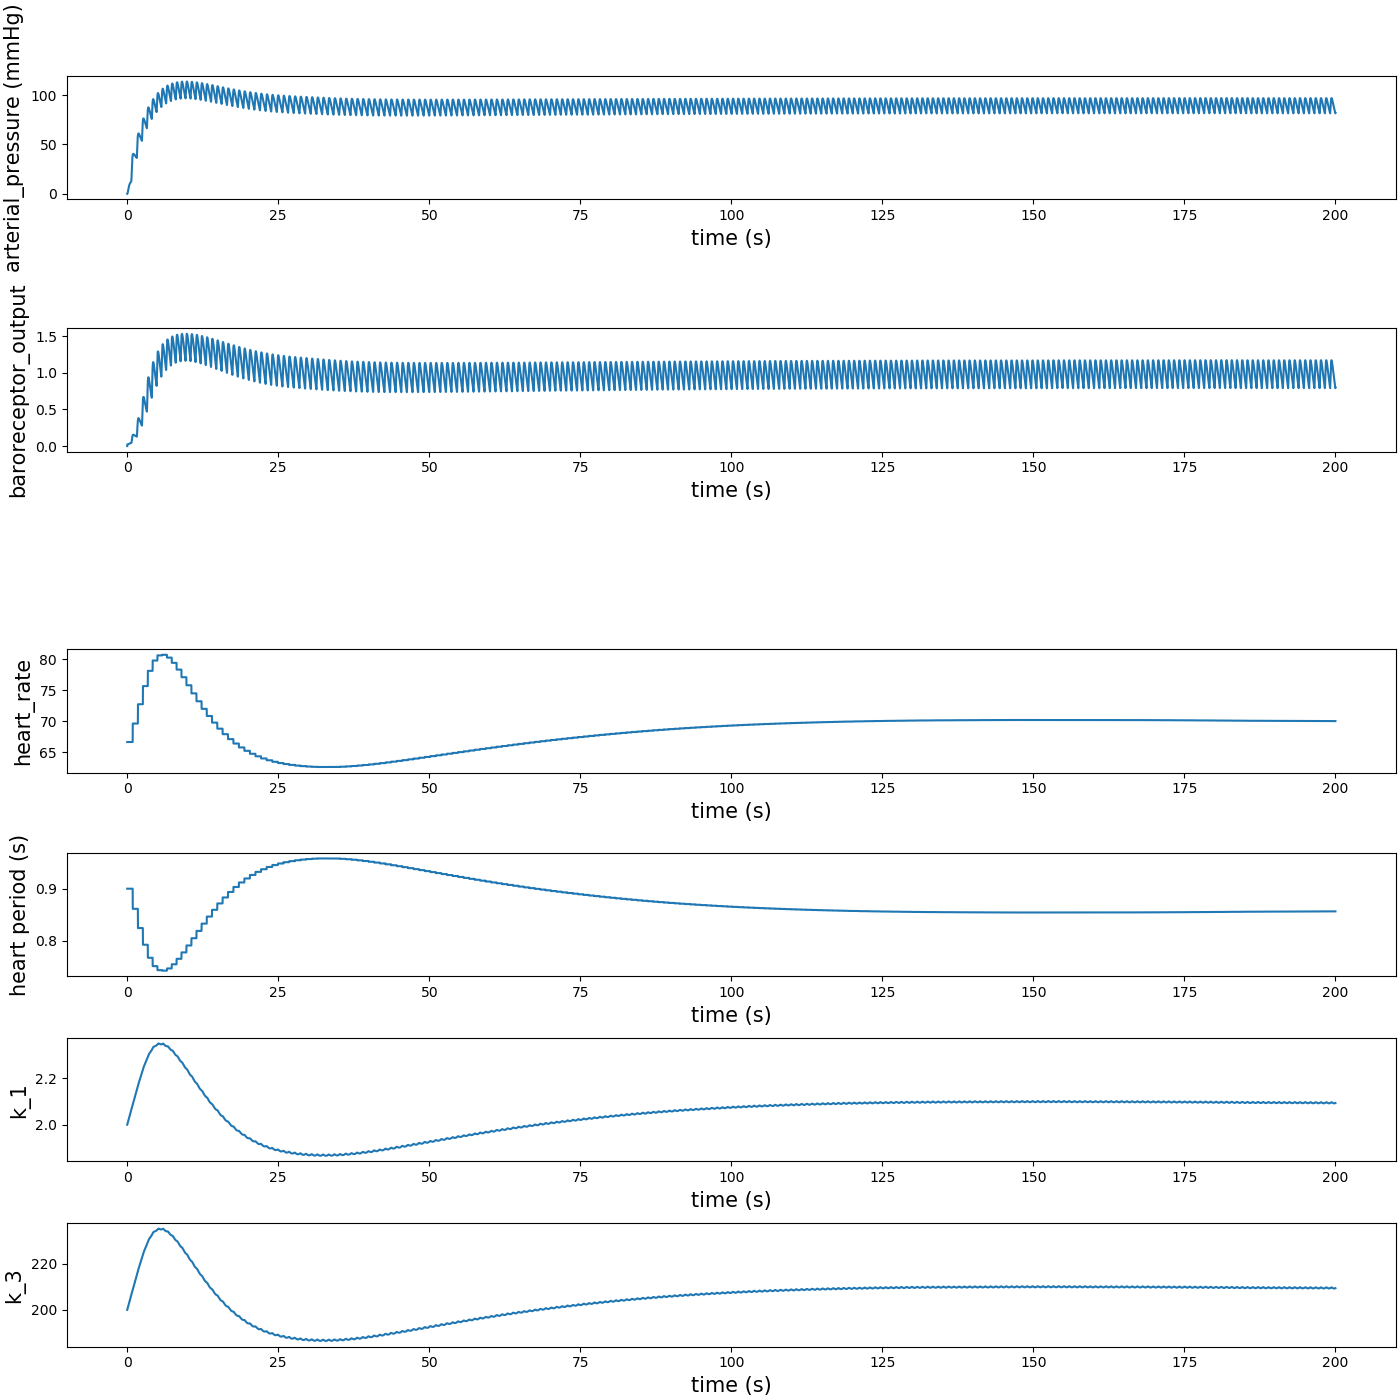 arterial_pressure (mmHg)
100
50
0
0 25 50 75 100 125 150 175 200
time (s)
baroreceptor_output
1.5
1.0
0.5
0.0
0 25 50 75 100 125 150 175 200
time (s)
heart_rate
80
75
70
65
0 25 50 75 100 125 150 175 200
time (s)
heart period (s)
0.9
0.8
0 25 50 75 100 125 150 175 200
time (s)
k_1
2.2
2.0
0 25 50 75 100 125 150 175 200
time (s)
k_3
220
200
0 25 50 75 100 125 150 175 200
time (s)